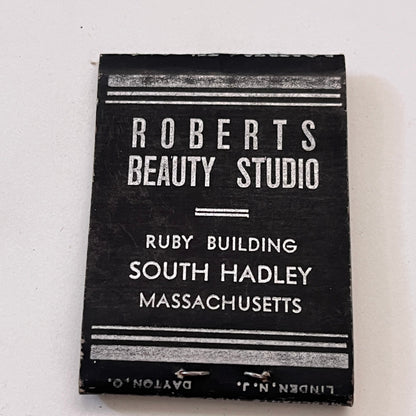 ROBERTS
BEAUTY STUDIO
RUBY BUILDING
SOUTH HADLEY
MASSACHUSETTS
DAYTON, O.
LINDEN, N. J.